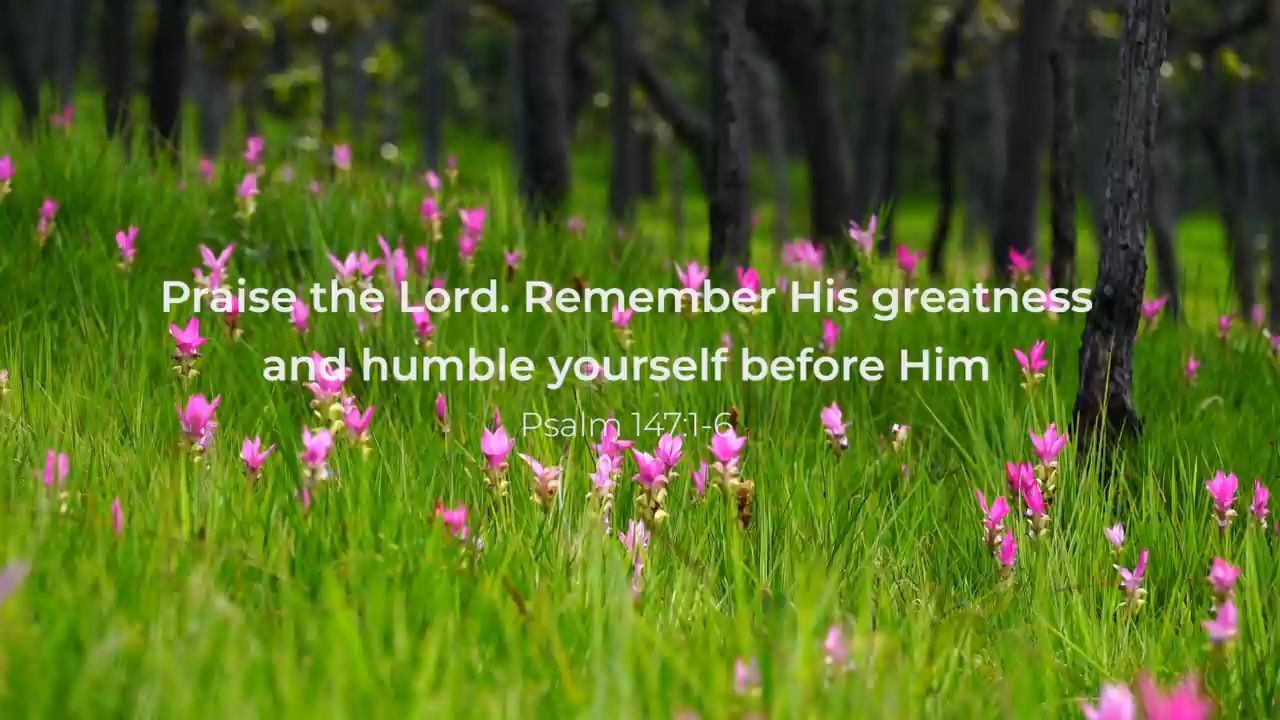 Praise the Lord. Remember His greatness
and humble yourself before Him
Psalm 147:1-6